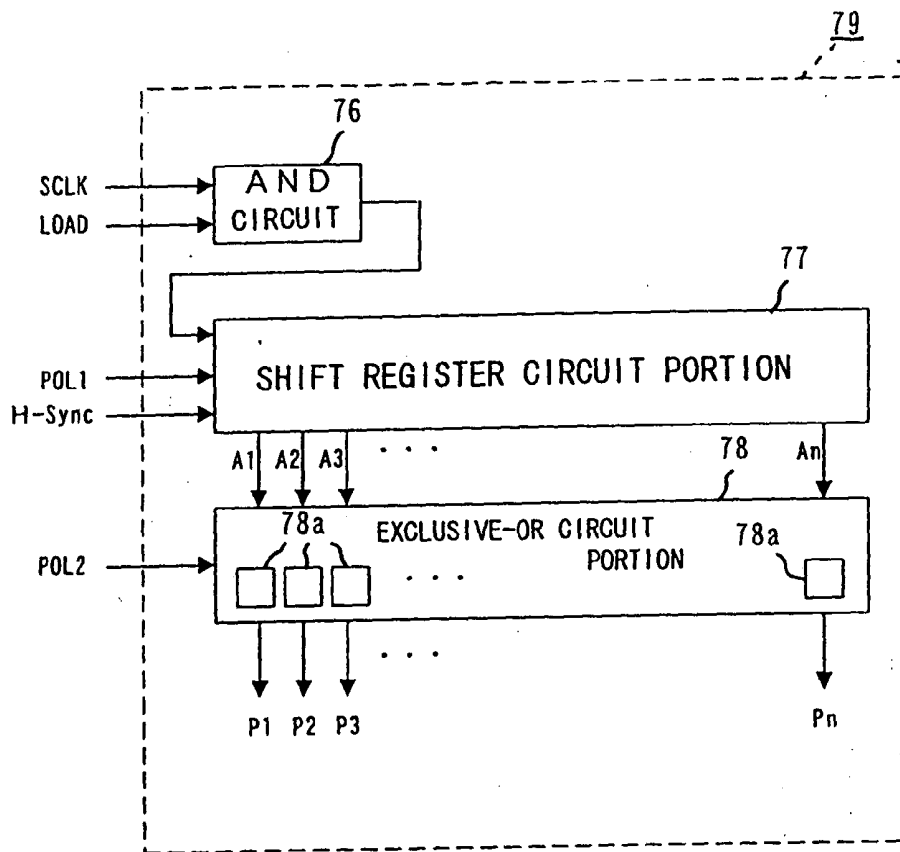 79
76
SCLK
LOAD
AND
CIRCUIT
77
POL1
H-Sync
SHIFT REGISTER CIRCUIT PORTION
A1 A2 A3 . . . An
78
POL2
78a
EXCLUSIVE-OR CIRCUIT
PORTION
78a
. . .
. . .
P1 P2 P3 Pn